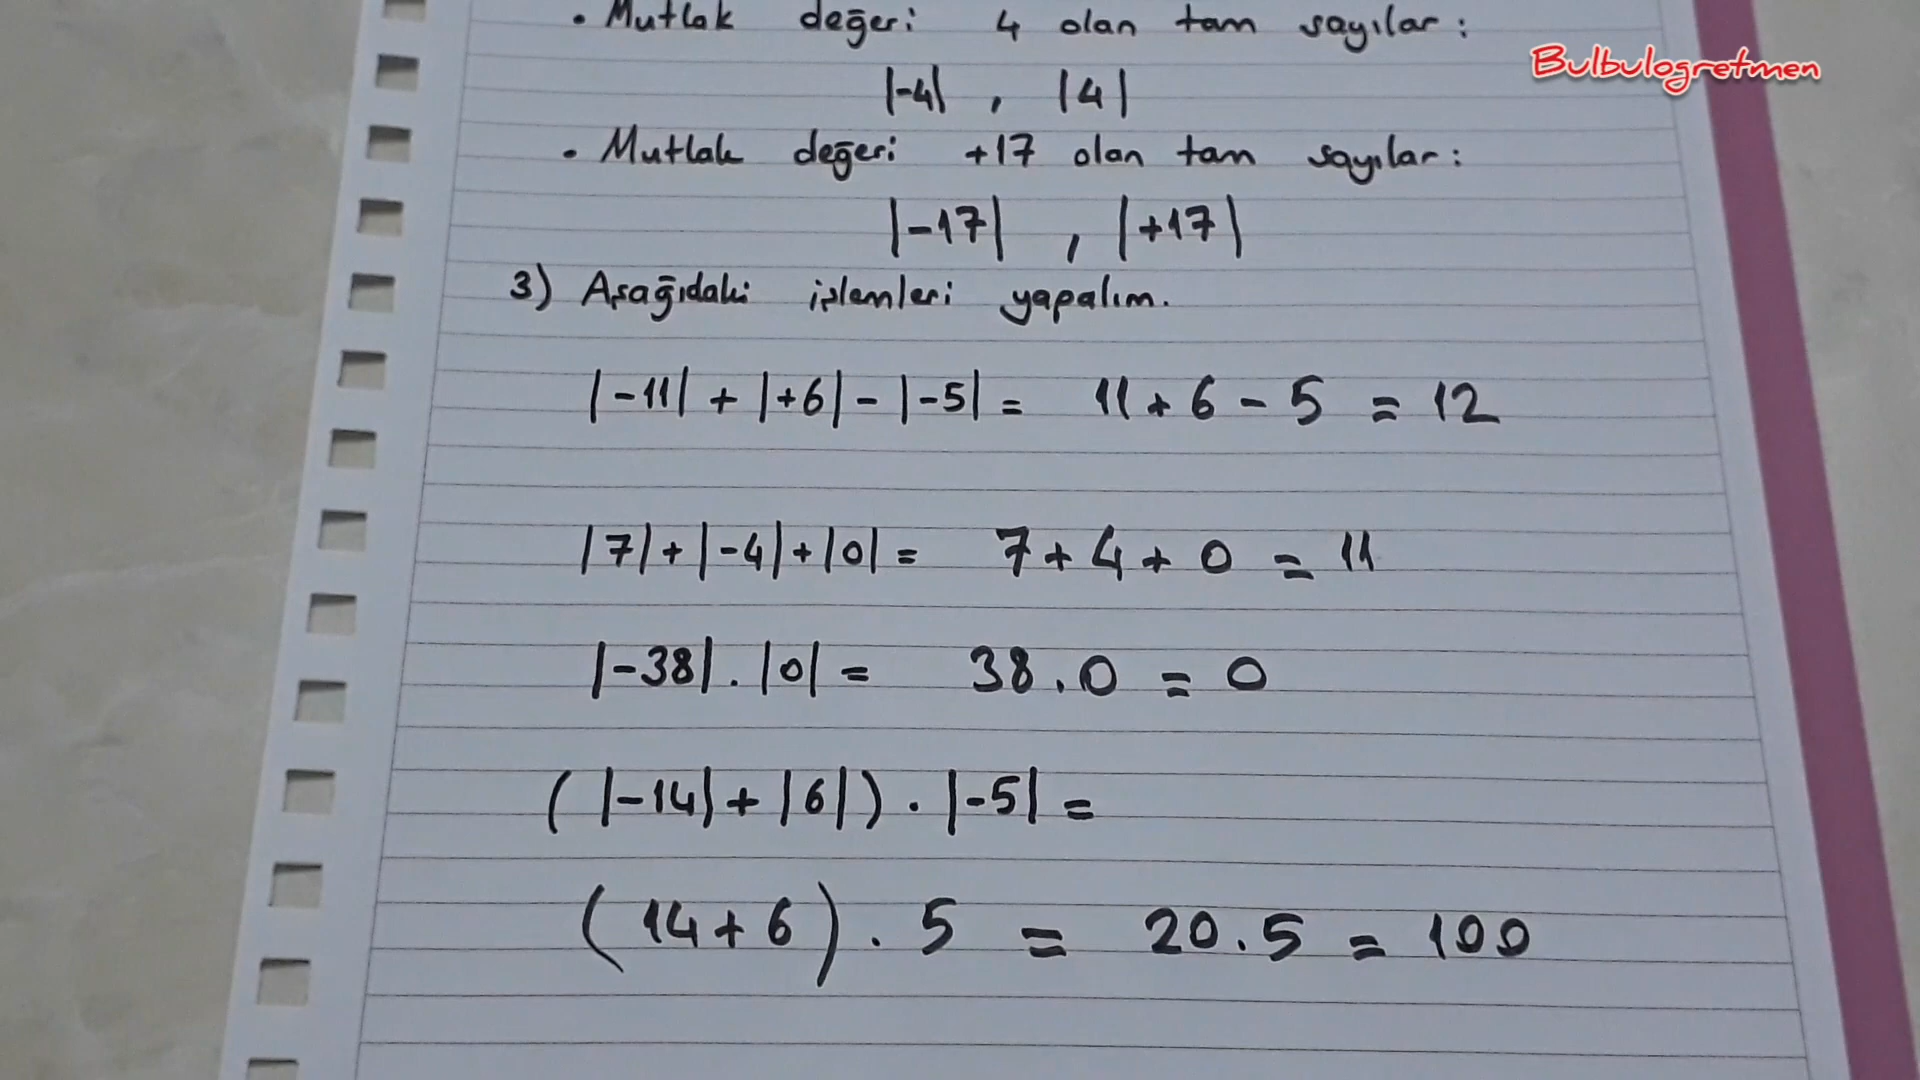 • Mutlak değeri 4 olan tam sayılar:
Bulbulogretmen
|-4| , |4|
• Mutlak değeri +17 olan tam sayılar:
|-17| , |+17|
3) Aşağıdaki işlemleri yapalım.
|-11| + |+6| - |-5| = 11 + 6 - 5 = 12
|7| + |-4| + |0| = 7 + 4 + 0 = 11
|-38| . |0| = 38 . 0 = 0
( |-14| + |6| ) . |-5| =
( 14 + 6 ) . 5 = 20 . 5 = 100